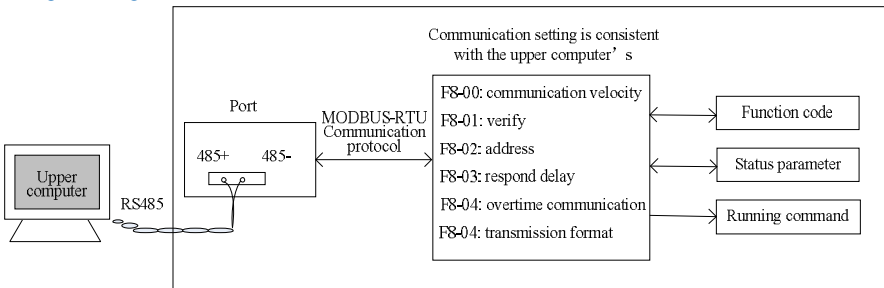 Communication setting is consistent
with the upper computer’s
Port
485+ 485-
MODBUS-RTU
Communication
protocol
Upper
computer
RS485
F8-00: communication velocity
F8-01: verify
F8-02: address
F8-03: respond delay
F8-04: overtime communication
F8-04: transmission format
Function code
Status parameter
Running command